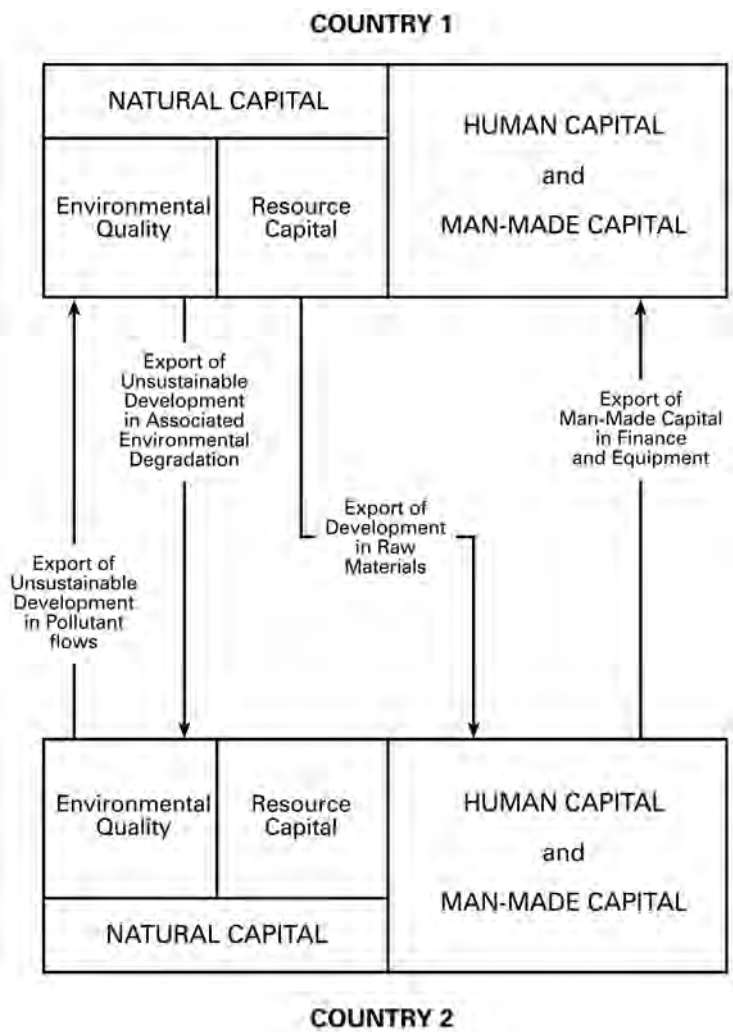 COUNTRY 1
NATURAL CAPITAL
Environmental
Quality
Resource
Capital
HUMAN CAPITAL
and
MAN-MADE CAPITAL
Export of
Unsustainable
Development
in Associated
Environmental
Degradation
Export of
Man-Made Capital
in Finance
and Equipment
Export of
Development
in Raw
Materials
Export of
Unsustainable
Development
in Pollutant
flows
Environmental
Quality
Resource
Capital
NATURAL CAPITAL
HUMAN CAPITAL
and
MAN-MADE CAPITAL
COUNTRY 2